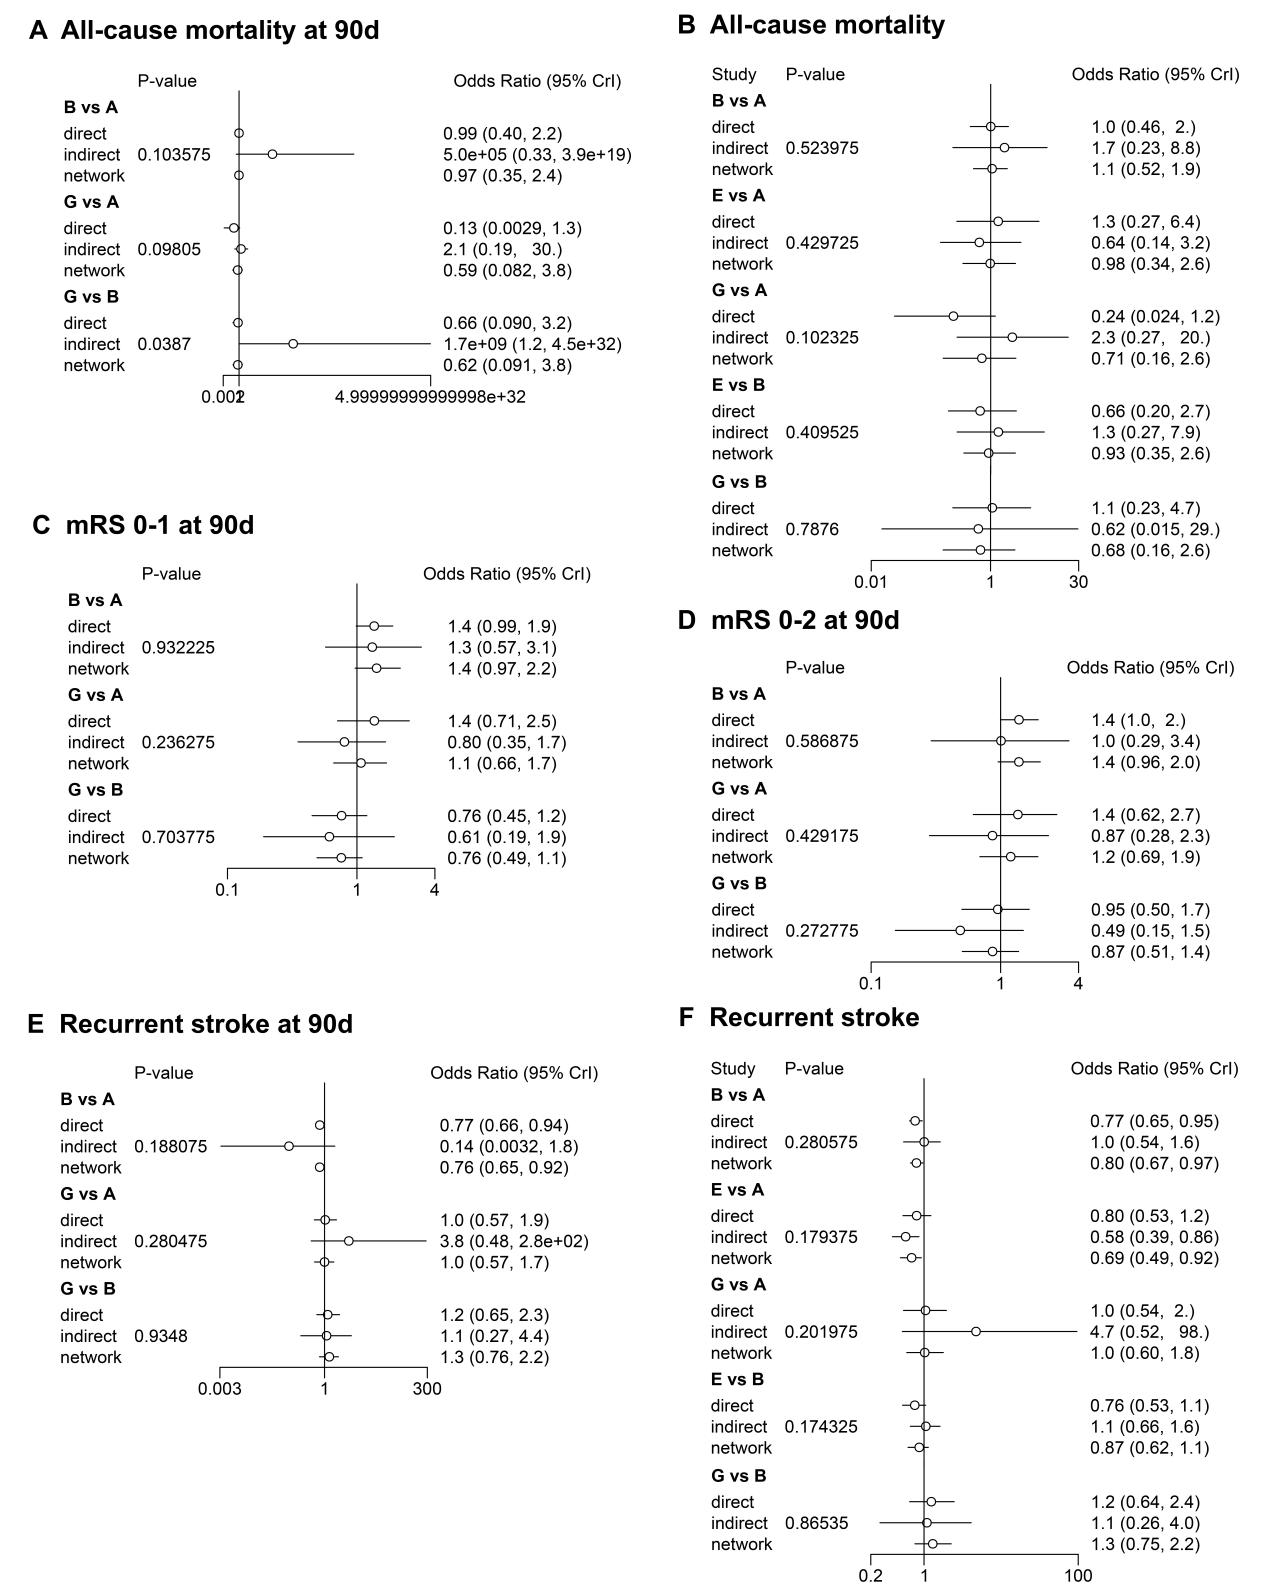 A All-cause mortality at 90d
P-value Odds Ratio (95% CrI)
B vs A
direct 0.99 (0.40, 2.2)
indirect 0.103575 5.0e+05 (0.33, 3.9e+19)
network 0.97 (0.35, 2.4)
G vs A
direct 0.13 (0.0029, 1.3)
indirect 0.09805 2.1 (0.19, 30.)
network 0.59 (0.082, 3.8)
G vs B
direct 0.66 (0.090, 3.2)
indirect 0.0387 1.7e+09 (1.2, 4.5e+32)
network 0.62 (0.091, 3.8)
4.99999999999998e+32
B All-cause mortality
Study P-value Odds Ratio (95% CrI)
B vs A
direct 1.0 (0.46, 2.)
indirect 0.523975 1.7 (0.23, 8.8)
network 1.1 (0.52, 1.9)
E vs A
direct 1.3 (0.27, 6.4)
indirect 0.429725 0.64 (0.14, 3.2)
network 0.98 (0.34, 2.6)
G vs A
direct 0.24 (0.024, 1.2)
indirect 0.102325 2.3 (0.27, 20.)
network 0.71 (0.16, 2.6)
E vs B
direct 0.66 (0.20, 2.7)
indirect 0.409525 1.3 (0.27, 7.9)
network 0.93 (0.35, 2.6)
G vs B
direct 1.1 (0.23, 4.7)
indirect 0.7876 0.62 (0.015, 29.)
network 0.68 (0.16, 2.6)
0.01 1 30
C mRS 0-1 at 90d
P-value Odds Ratio (95% CrI)
B vs A
direct 1.4 (0.99, 1.9)
indirect 0.932225 1.3 (0.57, 3.1)
network 1.4 (0.97, 2.2)
G vs A
direct 1.4 (0.71, 2.5)
indirect 0.236275 0.80 (0.35, 1.7)
network 1.1 (0.66, 1.7)
G vs B
direct 0.76 (0.45, 1.2)
indirect 0.703775 0.61 (0.19, 1.9)
network 0.76 (0.49, 1.1)
0.1 1 4
D mRS 0-2 at 90d
P-value Odds Ratio (95% CrI)
B vs A
direct 1.4 (1.0, 2.)
indirect 0.586875 1.0 (0.29, 3.4)
network 1.4 (0.96, 2.0)
G vs A
direct 1.4 (0.62, 2.7)
indirect 0.429175 0.87 (0.28, 2.3)
network 1.2 (0.69, 1.9)
G vs B
direct 0.95 (0.50, 1.7)
indirect 0.272775 0.49 (0.15, 1.5)
network 0.87 (0.51, 1.4)
0.1 1 4
E Recurrent stroke at 90d
P-value Odds Ratio (95% CrI)
B vs A
direct 0.77 (0.66, 0.94)
indirect 0.188075 0.14 (0.0032, 1.8)
network 0.76 (0.65, 0.92)
G vs A
direct 1.0 (0.57, 1.9)
indirect 0.280475 3.8 (0.48, 2.8e+02)
network 1.0 (0.57, 1.7)
G vs B
direct 1.2 (0.65, 2.3)
indirect 0.9348 1.1 (0.27, 4.4)
network 1.3 (0.76, 2.2)
0.003 1 300
F Recurrent stroke
Study P-value Odds Ratio (95% CrI)
B vs A
direct 0.77 (0.65, 0.95)
indirect 0.280575 1.0 (0.54, 1.6)
network 0.80 (0.67, 0.97)
E vs A
direct 0.80 (0.53, 1.2)
indirect 0.179375 0.58 (0.39, 0.86)
network 0.69 (0.49, 0.92)
G vs A
direct 1.0 (0.54, 2.)
indirect 0.201975 4.7 (0.52, 98.)
network 1.0 (0.60, 1.8)
E vs B
direct 0.76 (0.53, 1.1)
indirect 0.174325 1.1 (0.66, 1.6)
network 0.87 (0.62, 1.1)
G vs B
direct 1.2 (0.64, 2.4)
indirect 0.86535 1.1 (0.26, 4.0)
network 1.3 (0.75, 2.2)
0.2 1 100